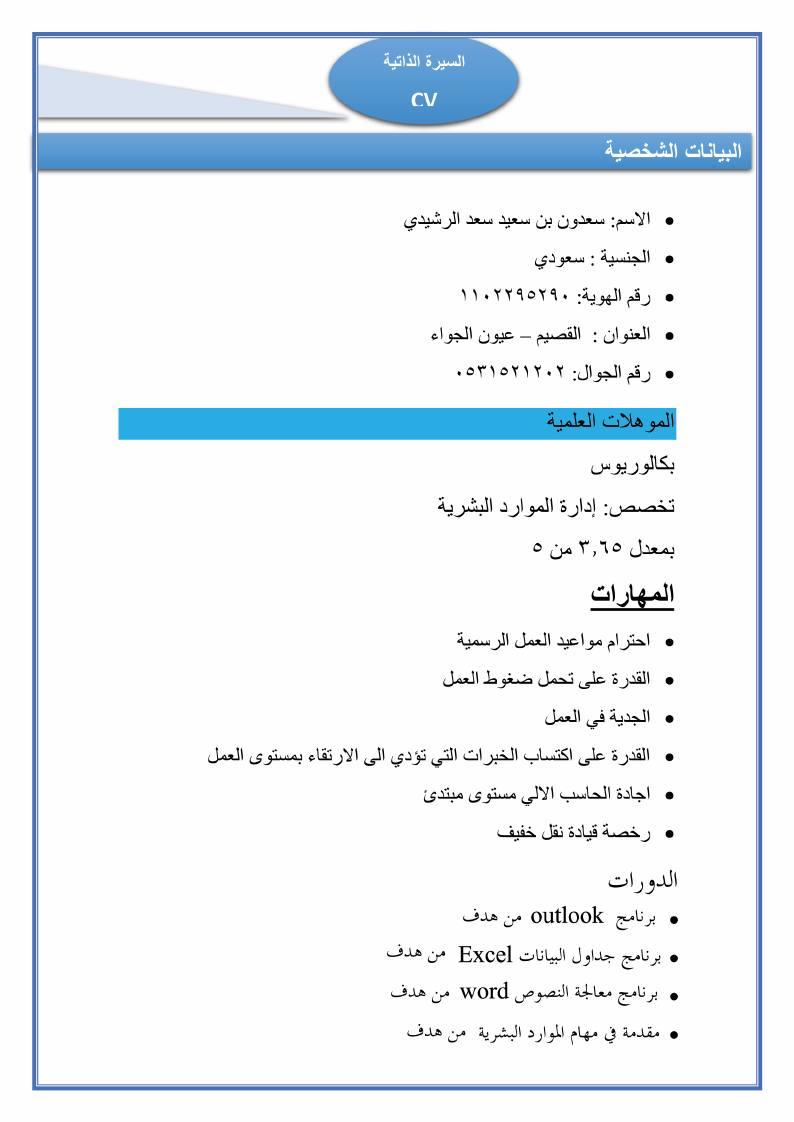 السيرة الذاتية
CV
البيانات الشخصية
• الاسم: سعدون بن سعيد سعد الرشيدي
• الجنسية : سعودي
• رقم الهوية: ١١٠٢٢٩٥٢٩٠
• العنوان : القصيم – عيون الجواء
• رقم الجوال: ٠٥٣١٥٢١٢٠٢
الموهلات العلمية
بكالوريوس
تخصص: إدارة الموارد البشرية
بمعدل ٣,٦٥ من ٥
المهارات
• احترام مواعيد العمل الرسمية
• القدرة على تحمل ضغوط العمل
• الجدية في العمل
• القدرة على اكتساب الخبرات التي تؤدي الى الارتقاء بمستوى العمل
• اجادة الحاسب الالي مستوى مبتدئ
• رخصة قيادة نقل خفيف
الدورات
• برنامج outlook من هدف
• برنامج جداول البيانات Excel من هدف
• برنامج معالجة النصوص word من هدف
• مقدمة في مهام الموارد البشرية من هدف